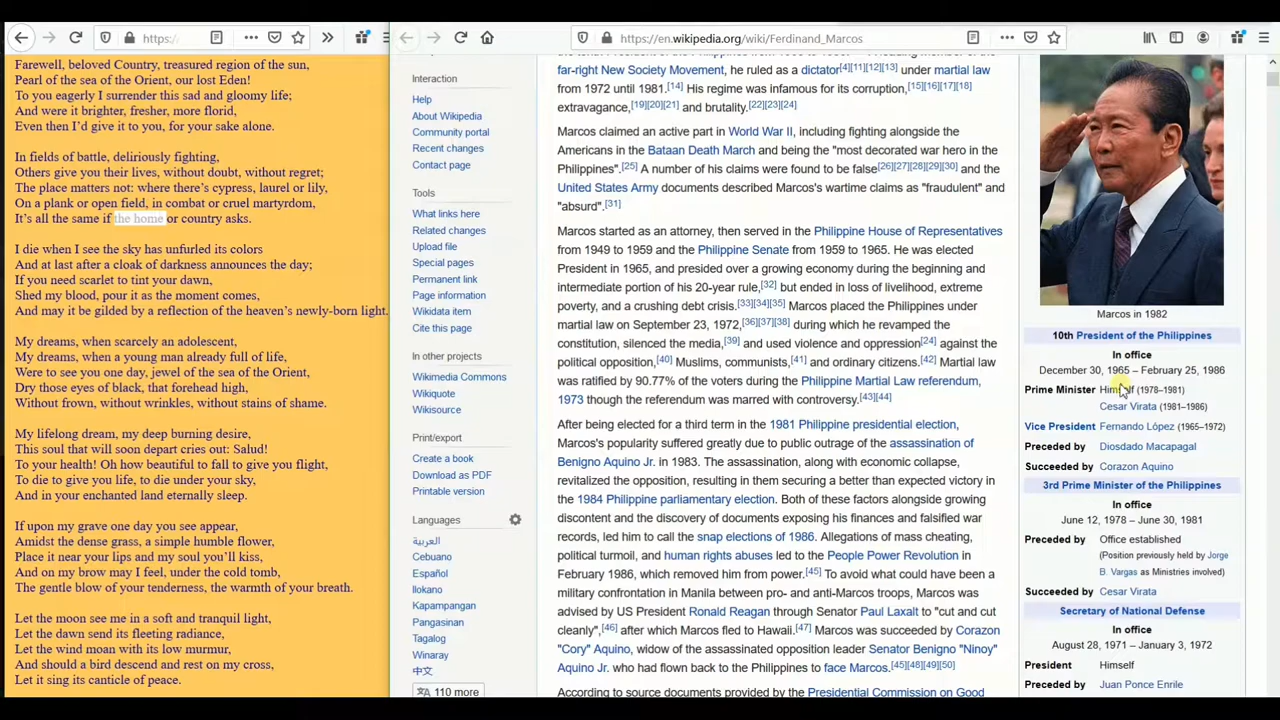 https:/
https://en.wikipedia.org/wiki/Ferdinand_Marcos
Farewell, beloved Country, treasured region of the sun,
Pearl of the sea of the Orient, our lost Eden!
To you eagerly I surrender this sad and gloomy life;
And were it brighter, fresher, more florid,
Even then I'd give it to you, for your sake alone.
In fields of battle, deliriously fighting,
Others give you their lives, without doubt, without regret;
The place matters not: where there's cypress, laurel or lily,
On a plank or open field, in combat or cruel martyrdom,
It's all the same if the home or country asks.
I die when I see the sky has unfurled its colors
And at last after a cloak of darkness announces the day;
If you need scarlet to tint your dawn,
Shed my blood, pour it as the moment comes,
And may it be gilded by a reflection of the heaven's newly-born light.
My dreams, when scarcely an adolescent,
My dreams, when a young man already full of life,
Were to see you one day, jewel of the sea of the Orient,
Dry those eyes of black, that forehead high,
Without frown, without wrinkles, without stains of shame.
My lifelong dream, my deep burning desire,
This soul that will soon depart cries out: Salud!
To your health! Oh how beautiful to fall to give you flight,
To die to give you life, to die under your sky,
And in your enchanted land eternally sleep.
If upon my grave one day you see appear,
Amidst the dense grass, a simple humble flower,
Place it near your lips and my soul you'll kiss,
And on my brow may I feel, under the cold tomb,
The gentle blow of your tenderness, the warmth of your breath.
Let the moon see me in a soft and tranquil light,
Let the dawn send its fleeting radiance,
Let the wind moan with its low murmur,
And should a bird descend and rest on my cross,
Let it sing its canticle of peace.
Interaction
Help
About Wikipedia
Community portal
Recent changes
Contact page
Tools
What links here
Related changes
Upload file
Special pages
Permanent link
Page information
Wikidata item
Cite this page
In other projects
Wikimedia Commons
Wikiquote
Wikisource
Print/export
Create a book
Download as PDF
Printable version
Languages
العربية
Cebuano
Español
Ilokano
Kapampangan
Pangasinan
Tagalog
Winaray
中文
110 more
far-right New Society Movement, he ruled as a dictator[4][11][12][13] under martial law
from 1972 until 1981.[14] His regime was infamous for its corruption,[15][16][17][18]
extravagance,[19][20][21] and brutality.[22][23][24]
Marcos claimed an active part in World War II, including fighting alongside the
Americans in the Bataan Death March and being the "most decorated war hero in the
Philippines".[25] A number of his claims were found to be false[26][27][28][29][30] and the
United States Army documents described Marcos's wartime claims as "fraudulent" and
"absurd".[31]
Marcos started as an attorney, then served in the Philippine House of Representatives
from 1949 to 1959 and the Philippine Senate from 1959 to 1965. He was elected
President in 1965, and presided over a growing economy during the beginning and
intermediate portion of his 20-year rule,[32] but ended in loss of livelihood, extreme
poverty, and a crushing debt crisis.[33][34][35] Marcos placed the Philippines under
martial law on September 23, 1972,[36][37][38] during which he revamped the
constitution, silenced the media,[39] and used violence and oppression[24] against the
political opposition,[40] Muslims, communists,[41] and ordinary citizens.[42] Martial law
was ratified by 90.77% of the voters during the Philippine Martial Law referendum,
1973 though the referendum was marred with controversy.[43][44]
After being elected for a third term in the 1981 Philippine presidential election,
Marcos's popularity suffered greatly due to public outrage of the assassination of
Benigno Aquino Jr. in 1983. The assassination, along with economic collapse,
revitalized the opposition, resulting in them securing a better than expected victory in
the 1984 Philippine parliamentary election. Both of these factors alongside growing
discontent and the discovery of documents exposing his finances and falsified war
records, led him to call the snap elections of 1986. Allegations of mass cheating,
political turmoil, and human rights abuses led to the People Power Revolution in
February 1986, which removed him from power.[45] To avoid what could have been a
military confrontation in Manila between pro- and anti-Marcos troops, Marcos was
advised by US President Ronald Reagan through Senator Paul Laxalt to "cut and cut
cleanly",[46] after which Marcos fled to Hawaii.[47] Marcos was succeeded by Corazon
"Cory" Aquino, widow of the assassinated opposition leader Senator Benigno "Ninoy"
Aquino Jr. who had flown back to the Philippines to face Marcos.[45][48][49][50]
According to source documents provided by the Presidential Commission on Good
Marcos in 1982
10th President of the Philippines
In office
December 30, 1965 – February 25, 1986
Prime Minister Himself (1978–1981)
Cesar Virata (1981–1986)
Vice President Fernando López (1965–1972)
Preceded by Diosdado Macapagal
Succeeded by Corazon Aquino
3rd Prime Minister of the Philippines
In office
June 12, 1978 – June 30, 1981
Preceded by Office established
(Position previously held by Jorge
B. Vargas as Ministries involved)
Succeeded by Cesar Virata
Secretary of National Defense
In office
August 28, 1971 – January 3, 1972
President Himself
Preceded by Juan Ponce Enrile